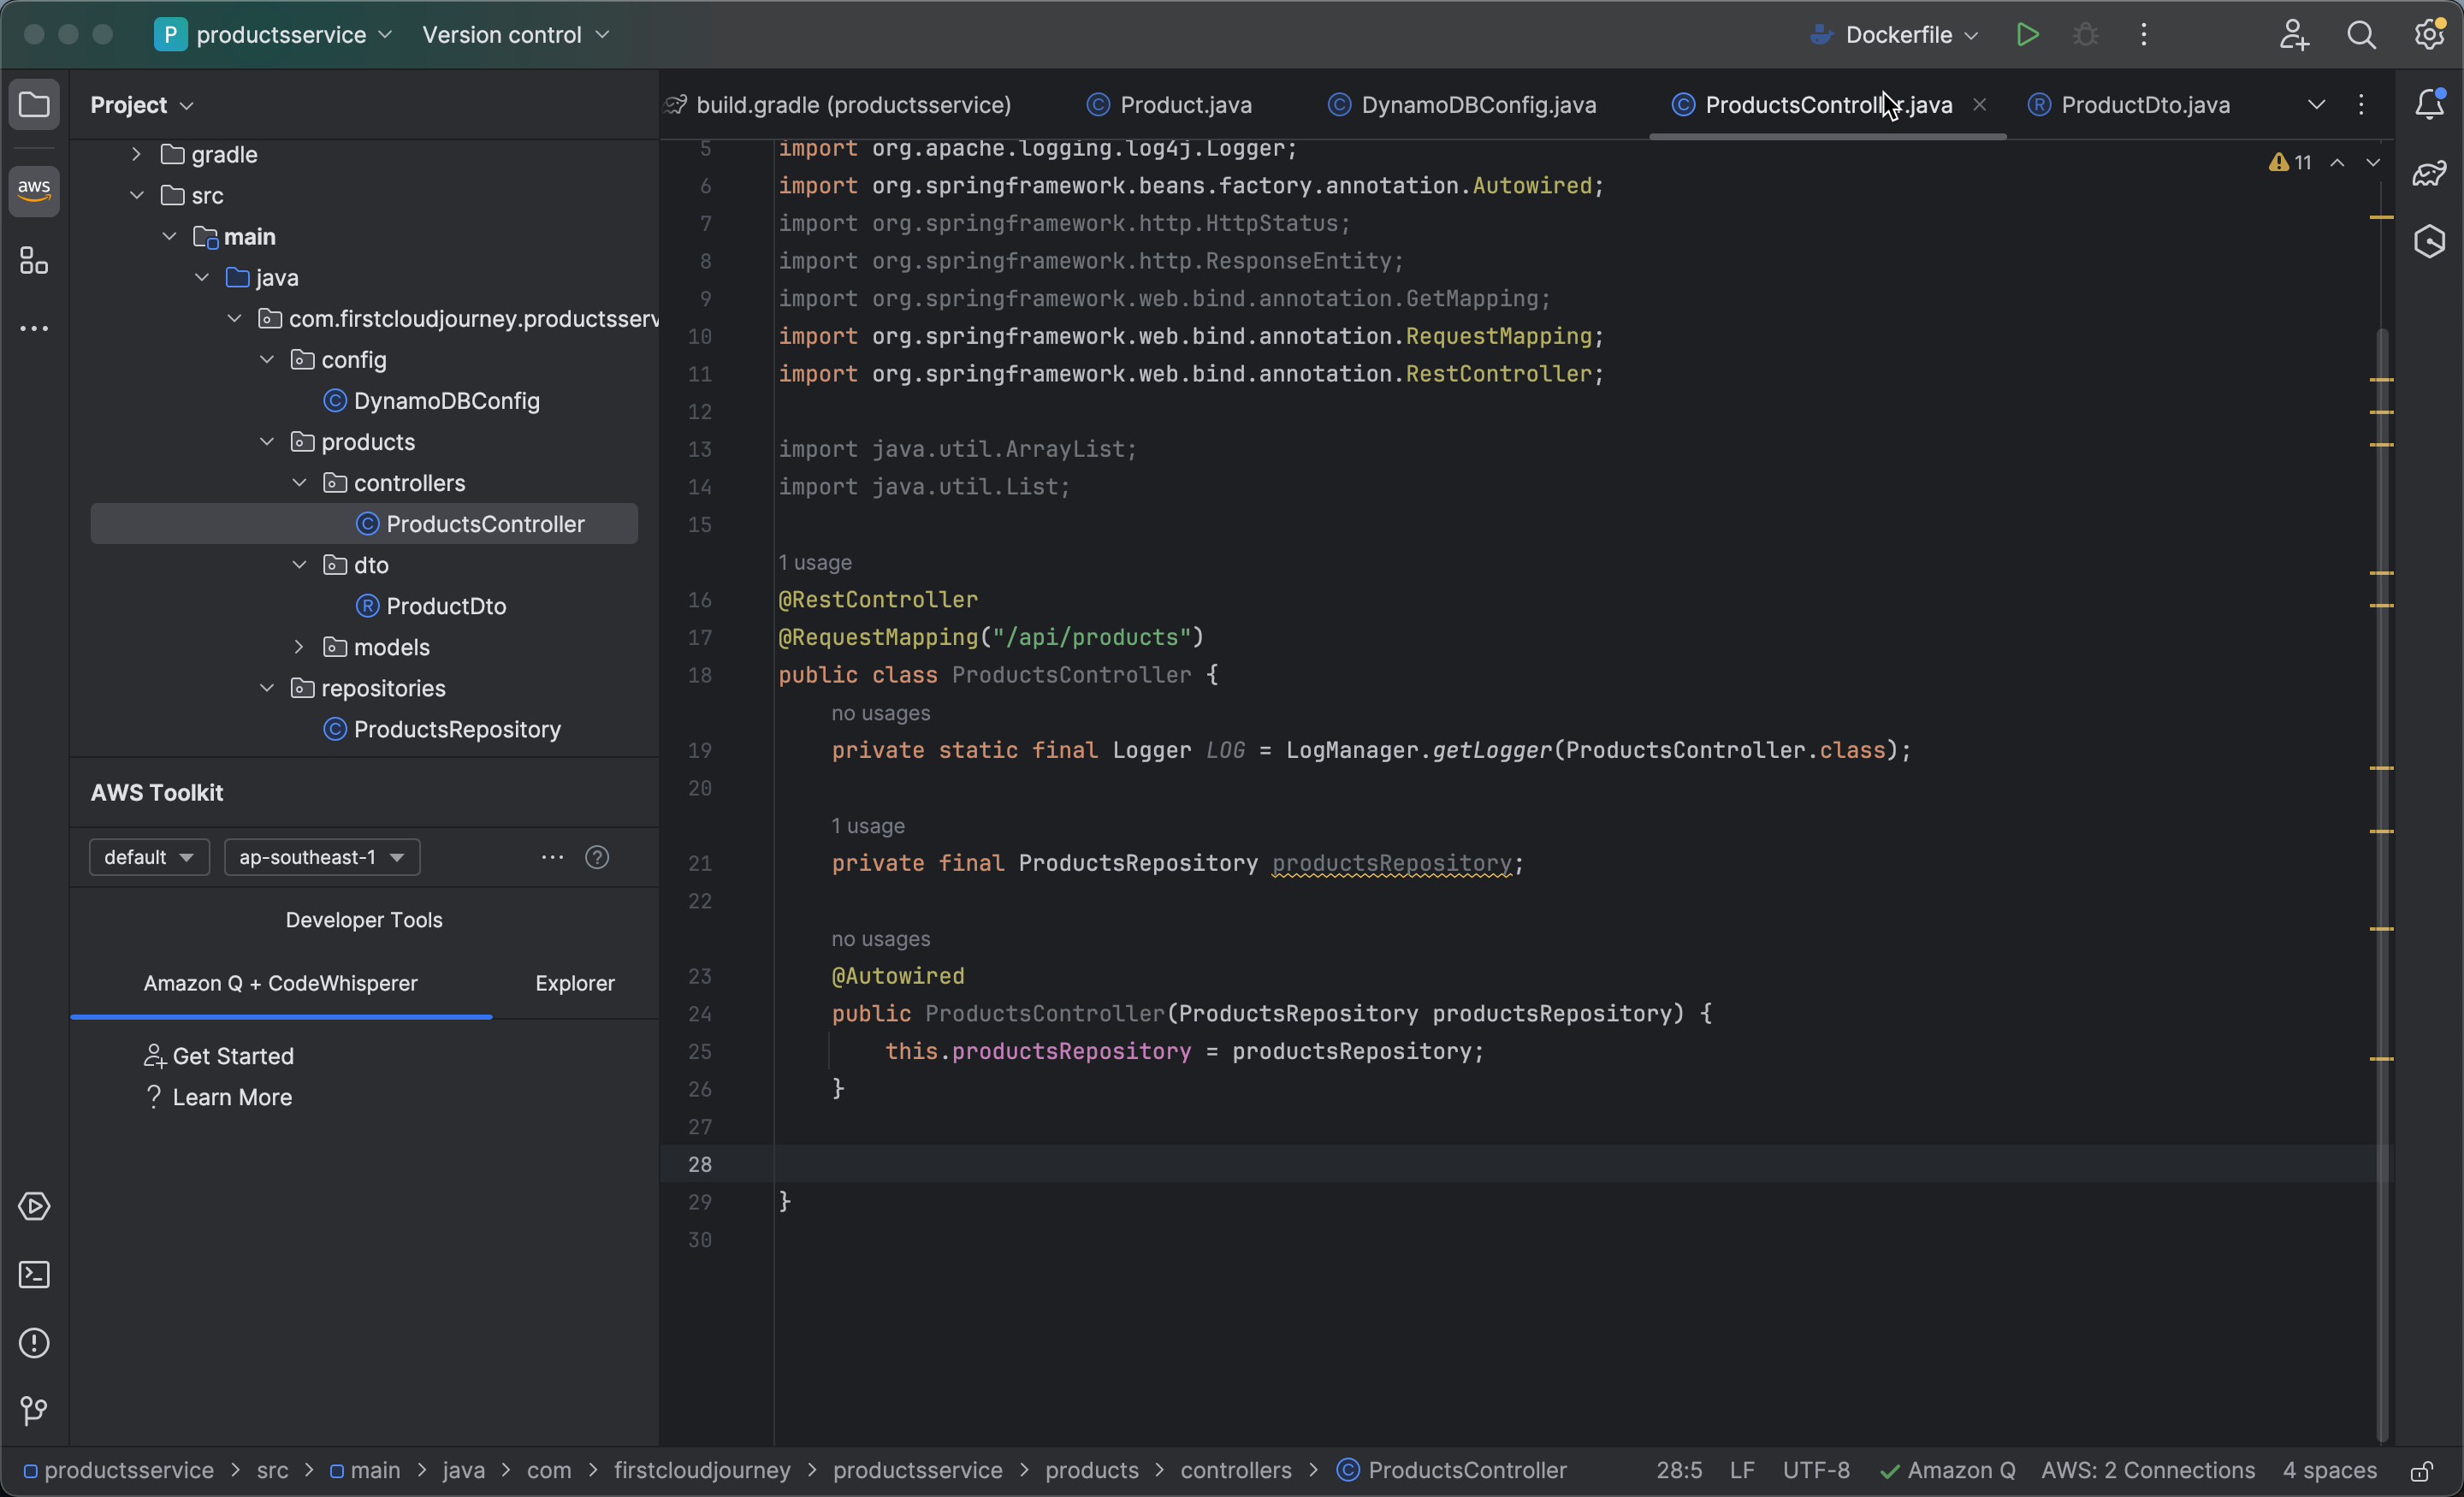 P productsservice Version control Dockerfile
Project
build.gradle (productsservice) Product.java DynamoDBConfig.java ProductsController.java ProductDto.java
aws
gradle
src
main
java
com.firstcloudjourney.productsserv
config
DynamoDBConfig
products
controllers
ProductsController
dto
ProductDto
models
repositories
ProductsRepository
AWS Toolkit
default ap-southeast-1
Developer Tools
Amazon Q + CodeWhisperer Explorer
Get Started
Learn More
11
5 import org.apache.logging.log4j.Logger;
6 import org.springframework.beans.factory.annotation.Autowired;
7 import org.springframework.http.HttpStatus;
8 import org.springframework.http.ResponseEntity;
9 import org.springframework.web.bind.annotation.GetMapping;
10 import org.springframework.web.bind.annotation.RequestMapping;
11 import org.springframework.web.bind.annotation.RestController;
12
13 import java.util.ArrayList;
14 import java.util.List;
15
1 usage
16 @RestController
17 @RequestMapping("/api/products")
18 public class ProductsController {
no usages
19 private static final Logger LOG = LogManager.getLogger(ProductsController.class);
20
1 usage
21 private final ProductsRepository productsRepository;
22
no usages
23 @Autowired
24 public ProductsController(ProductsRepository productsRepository) {
25 this.productsRepository = productsRepository;
26 }
27
28
29 }
30
productsservice > src > main > java > com > firstcloudjourney > productsservice > products > controllers > ProductsController 28:5 LF UTF-8 Amazon Q AWS: 2 Connections 4 spaces